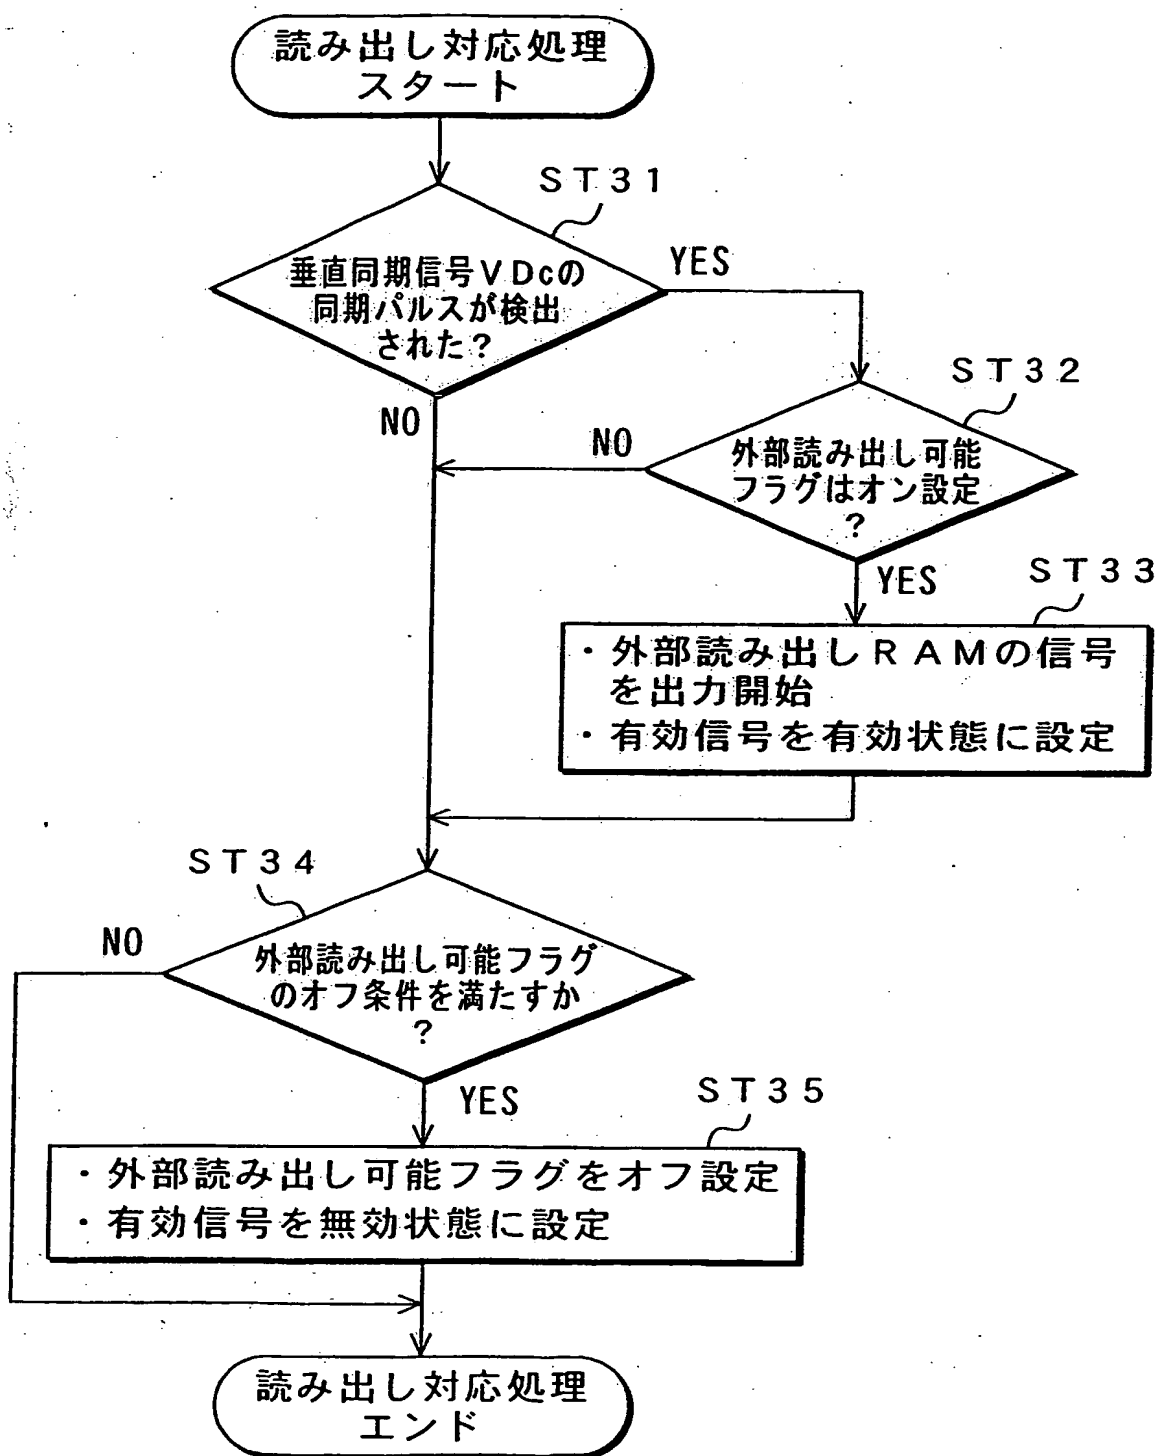 読み出し対応処理
スタート
ＳＴ３１
垂直同期信号ＶＤcの
同期パルスが検出
された？
YES
NO
ＳＴ３２
外部読み出し可能
フラグはオン設定
？
NO
YES
ＳＴ３３
・外部読み出しＲＡＭの信号
を出力開始
・有効信号を有効状態に設定
ＳＴ３４
外部読み出し可能フラグ
のオフ条件を満たすか
？
NO
YES
ＳＴ３５
・外部読み出し可能フラグをオフ設定
・有効信号を無効状態に設定
読み出し対応処理
エンド